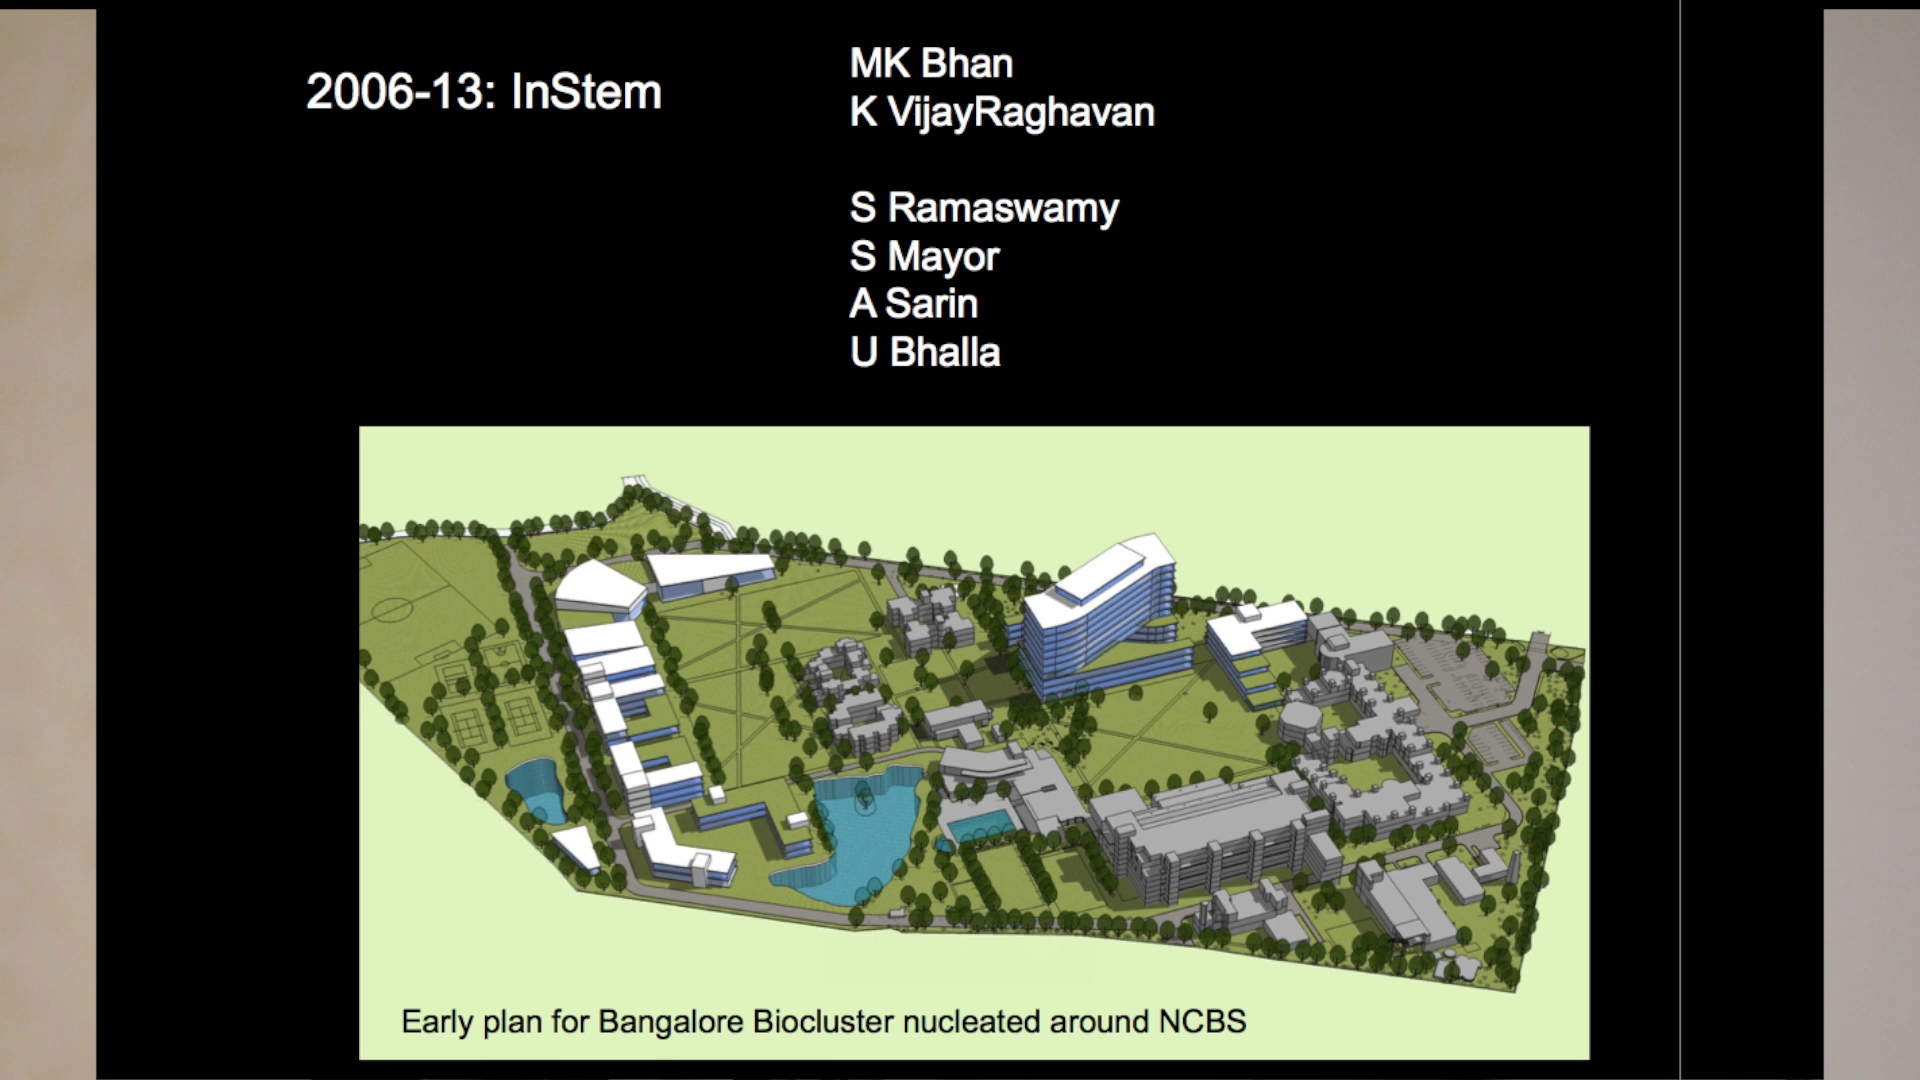 2006-13: InStem
MK Bhan
K VijayRaghavan
S Ramaswamy
S Mayor
A Sarin
U Bhalla
Early plan for Bangalore Biocluster nucleated around NCBS